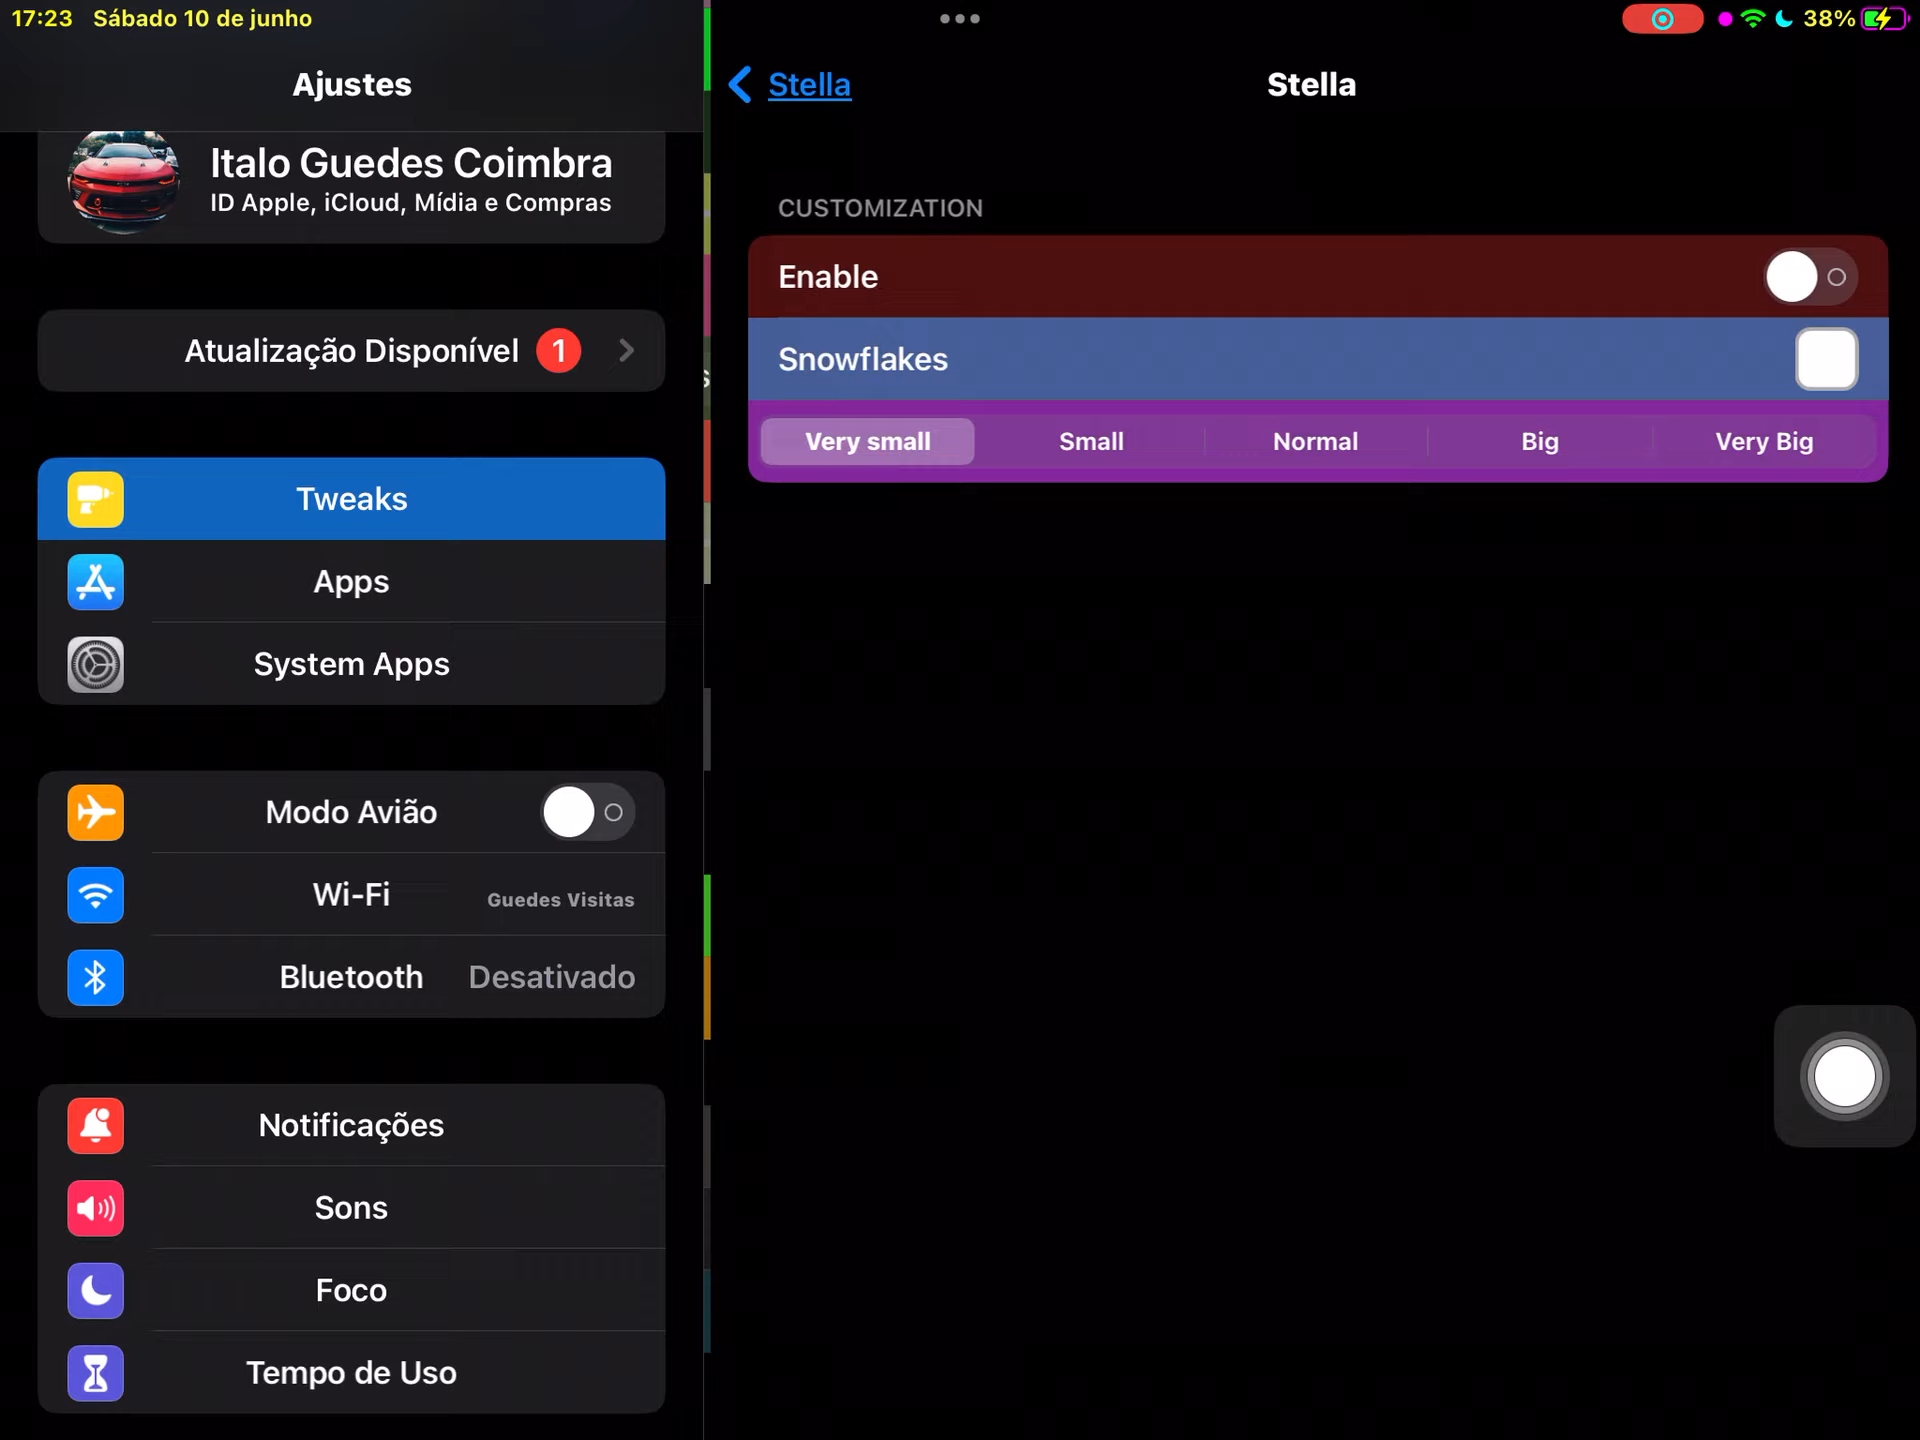 17:23 Sábado 10 de junho
38%
Ajustes
Italo Guedes Coimbra
ID Apple, iCloud, Mídia e Compras
Atualização Disponível 1
Tweaks
Apps
System Apps
Modo Avião
Wi-Fi Guedes Visitas
Bluetooth Desativado
Notificações
Sons
Foco
Tempo de Uso
Stella
Stella
CUSTOMIZATION
Enable
Snowflakes
Very small Small Normal Big Very Big